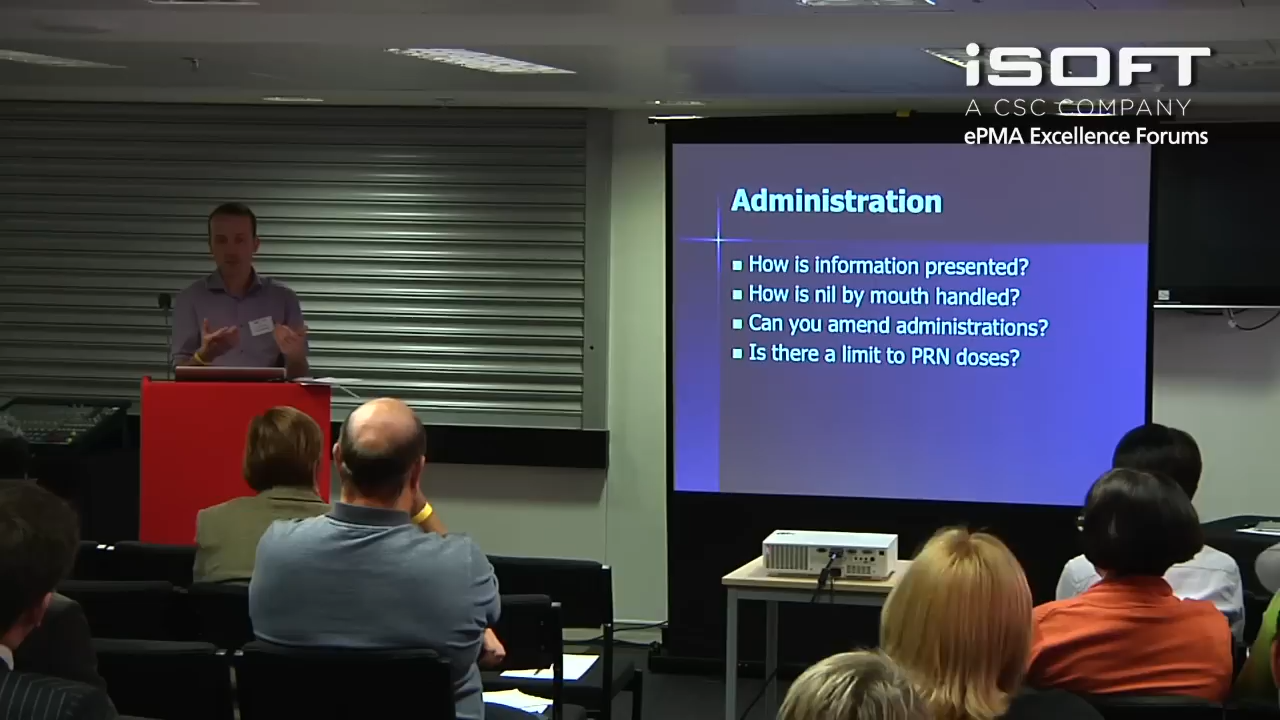 iSOFT
A CSC COMPANY
ePMA Excellence Forums
Administration
How is information presented?
How is nil by mouth handled?
Can you amend administrations?
Is there a limit to PRN doses?